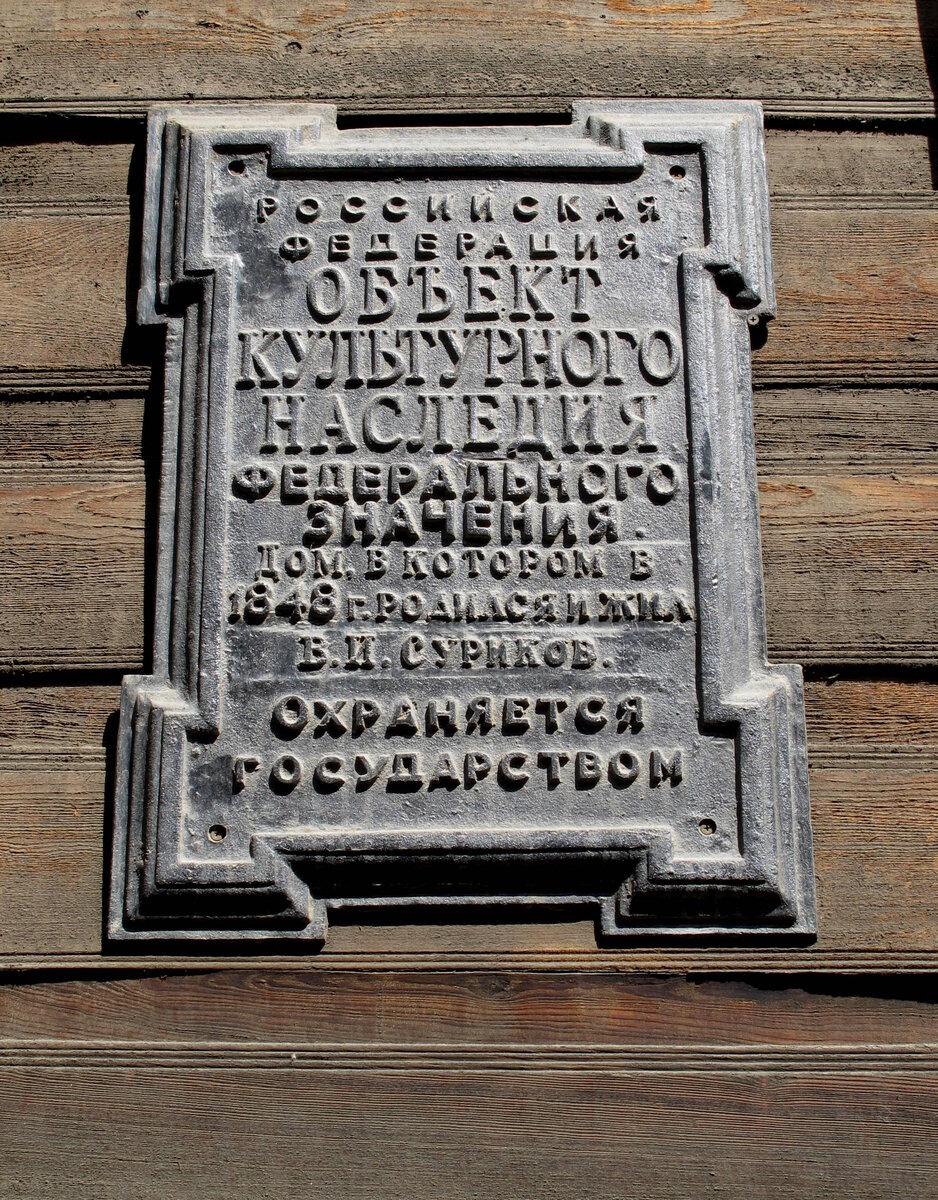 РОССИЙСКАЯ
ФЕДЕРАЦИЯ
ОБЪЕКТ
КУЛЬТУРНОГО
НАСЛЕДИЯ
ФЕДЕРАЛЬНОГО
ЗНАЧЕНИЯ.
ДОМ, В КОТОРОМ В
1848 г. РОДИЛСЯ И ЖИЛ
В.И. СУРИКОВ.
ОХРАНЯЕТСЯ
ГОСУДАРСТВОМ